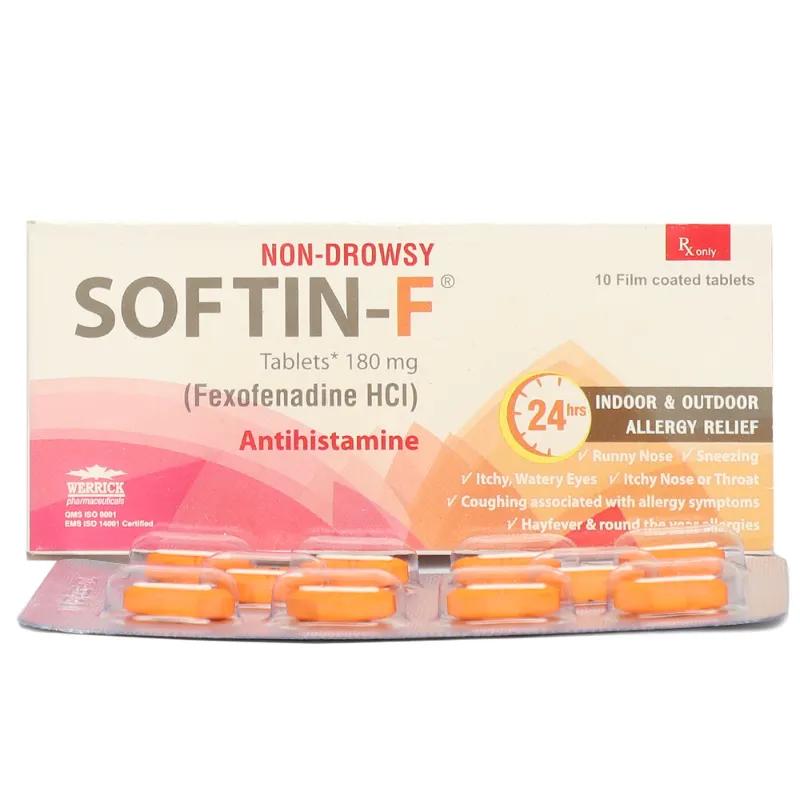 NON-DROWSY
SOFTIN-F®
Tablets* 180 mg
(Fexofenadine HCl)
Antihistamine
Rx only
10 Film coated tablets
24hrs
INDOOR & OUTDOOR
ALLERGY RELIEF
✓ Runny Nose ✓ Sneezing
✓ Itchy, Watery Eyes ✓ Itchy Nose or Throat
✓ Coughing associated with allergy symptoms
✓ Hayfever & round the year allergies
WERRICK
pharmaceuticals
QMS ISO 9001
EMS ISO 14001 Certified